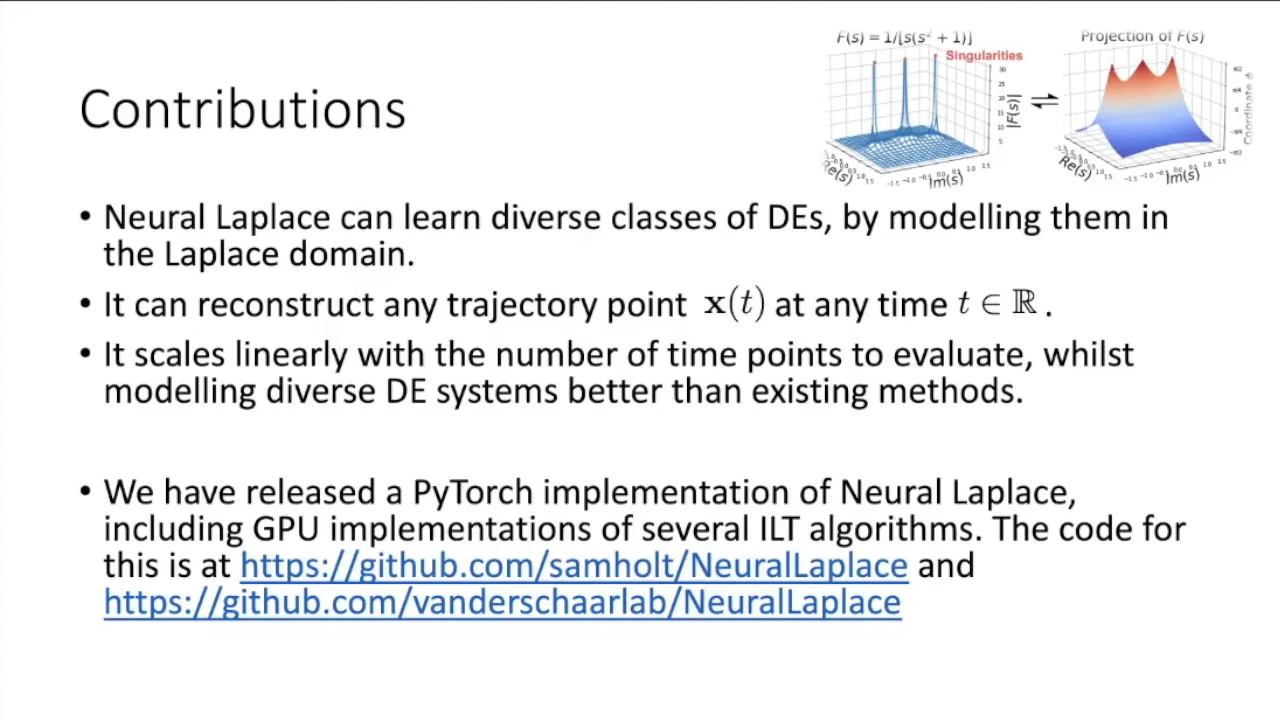 F(s) = 1/[s(s² + 1)]
Singularities
|F(s)|
Re(s)
Im(s)
Projection of F(s)
Re(s)
Im(s)
Contributions
• Neural Laplace can learn diverse classes of DEs, by modelling them in
the Laplace domain.
• It can reconstruct any trajectory point x(t) at any time t ∈ ℝ .
• It scales linearly with the number of time points to evaluate, whilst
modelling diverse DE systems better than existing methods.
• We have released a PyTorch implementation of Neural Laplace,
including GPU implementations of several ILT algorithms. The code for
this is at https://github.com/samholt/NeuralLaplace and
https://github.com/vanderschaarlab/NeuralLaplace